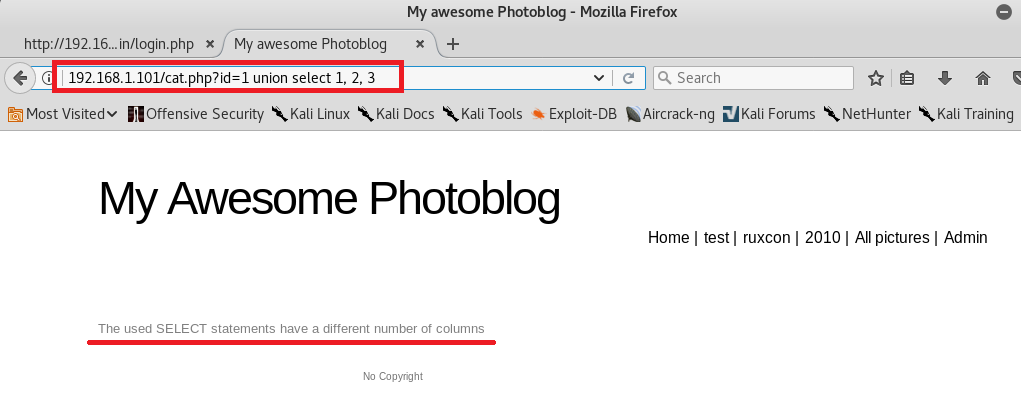 My awesome Photoblog - Mozilla Firefox
http://192.16...in/login.php My awesome Photoblog
192.168.1.101/cat.php?id=1 union select 1, 2, 3 Search
Most Visited Offensive Security Kali Linux Kali Docs Kali Tools Exploit-DB Aircrack-ng Kali Forums NetHunter Kali Training
My Awesome Photoblog
Home | test | ruxcon | 2010 | All pictures | Admin
The used SELECT statements have a different number of columns
No Copyright